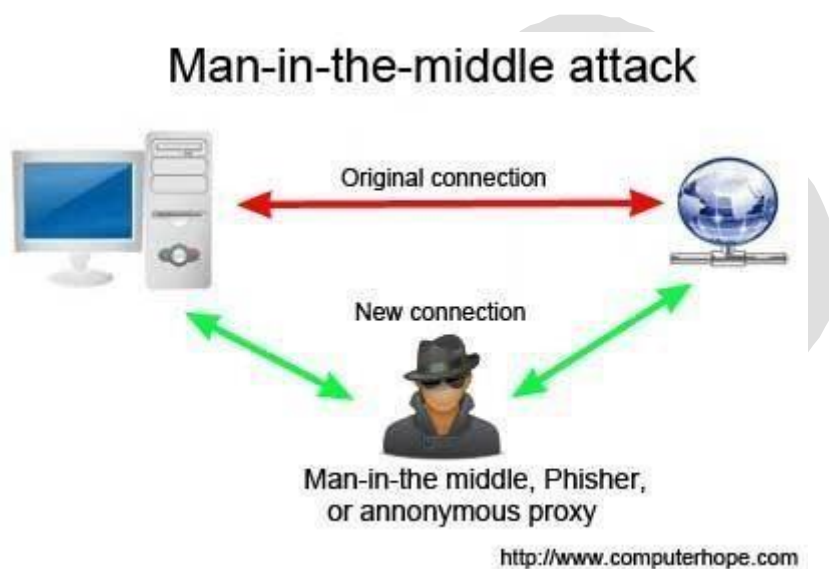 Man-in-the-middle attack
Original connection
New connection
Man-in-the middle, Phisher,
or annonymous proxy
http://www.computerhope.com